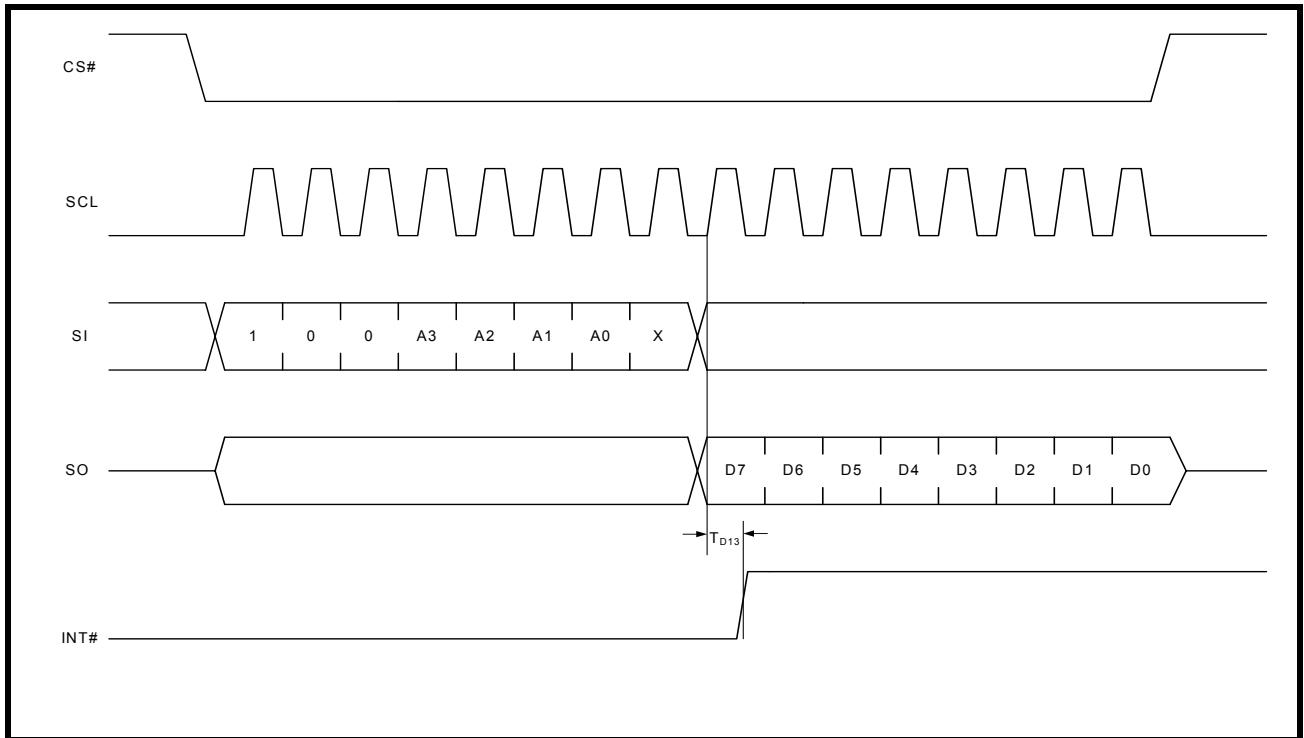 CS#
SCL
SI 1 0 0 A3 A2 A1 A0 X
SO D7 D6 D5 D4 D3 D2 D1 D0
TD13
INT#